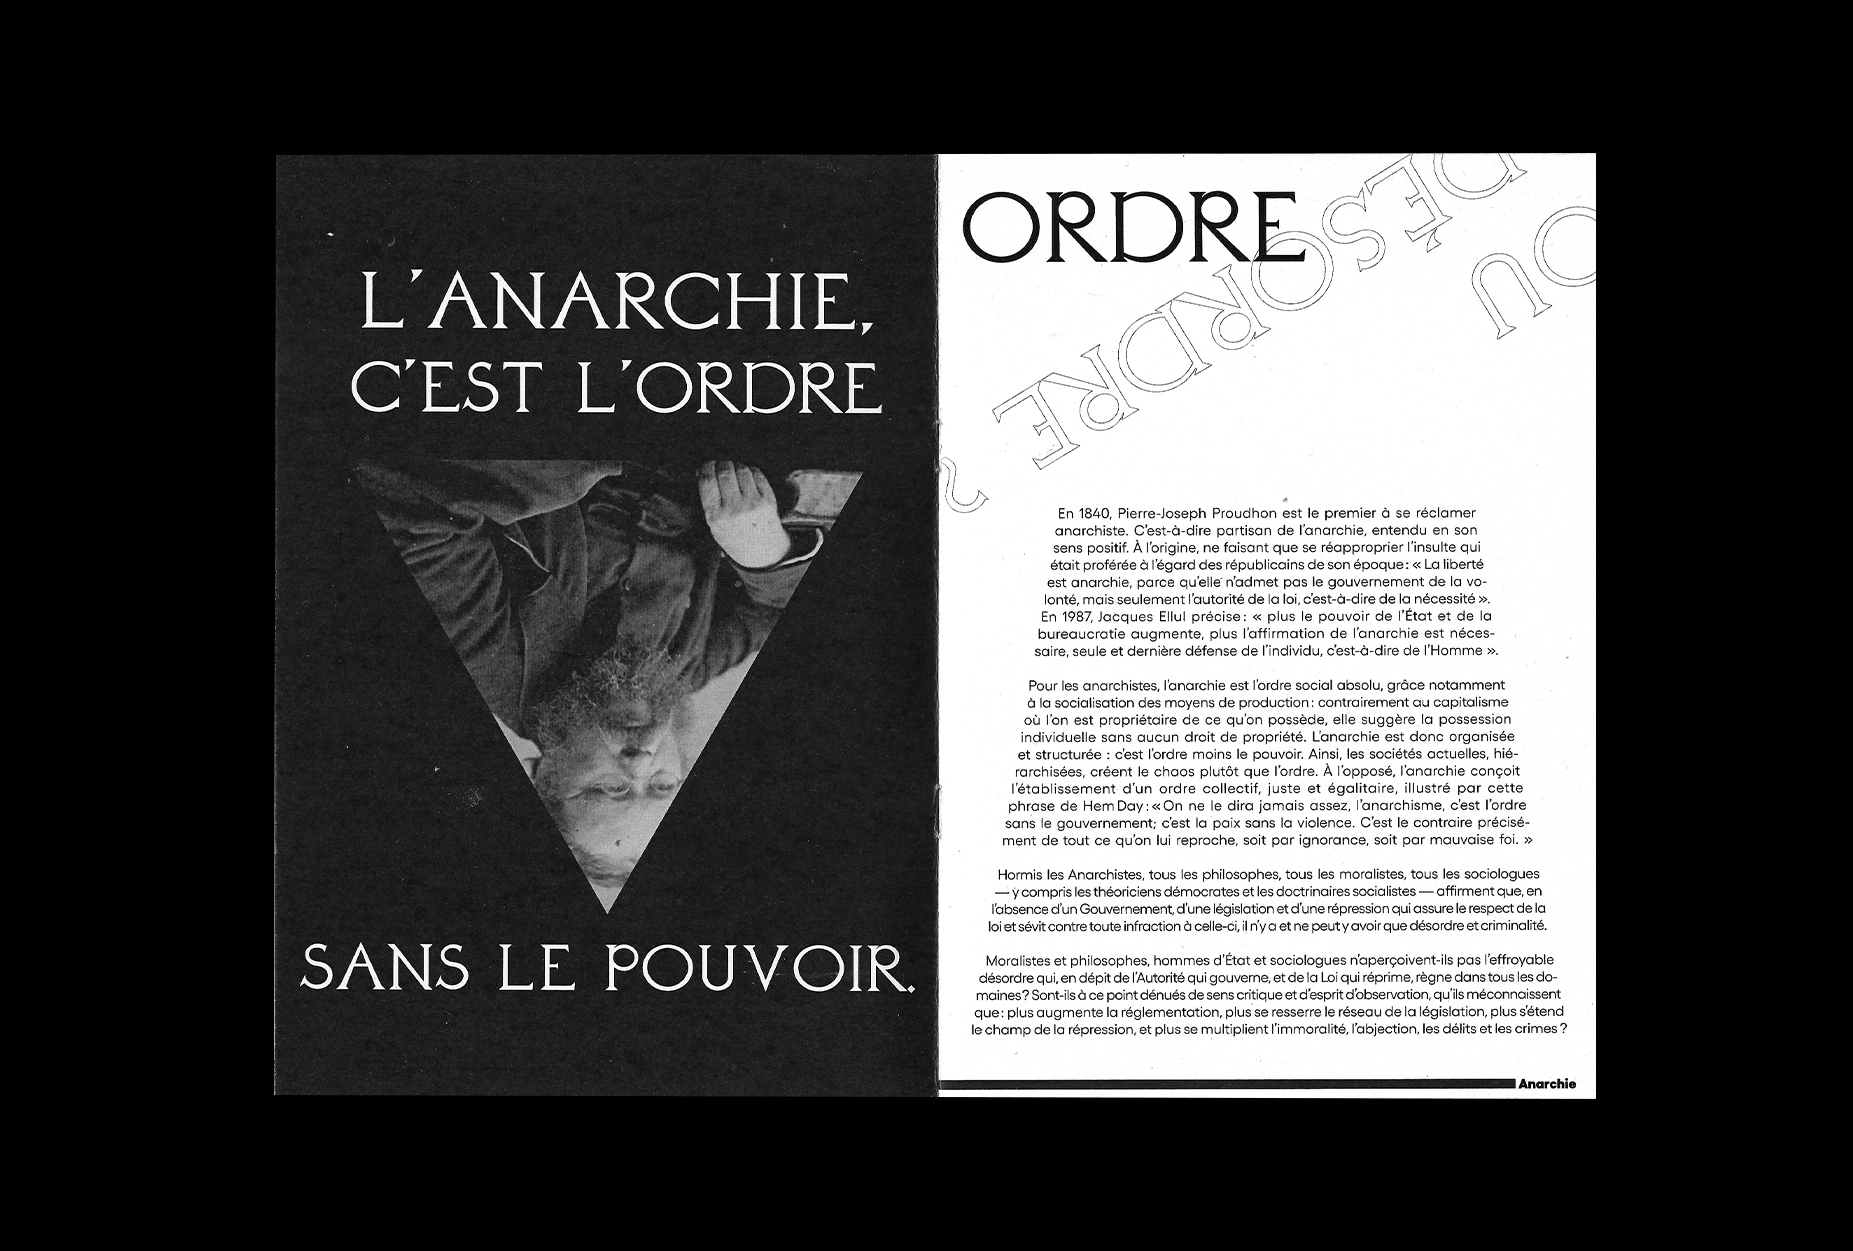 L'ANARCHIE,
C'EST L'ORDRE
SANS LE POUVOIR.
ORDRE
OU
DÉSORDRE ?
En 1840, Pierre-Joseph Proudhon est le premier à se réclamer
anarchiste. C'est-à-dire partisan de l'anarchie, entendu en son
sens positif. À l'origine, ne faisant que se réapproprier l'insulte qui
était proférée à l'égard des républicains de son époque : « La liberté
est anarchie, parce qu'elle n'admet pas le gouvernement de la vo-
lonté, mais seulement l'autorité de la loi, c'est-à-dire de la nécessité ».
En 1987, Jacques Ellul précise : « plus le pouvoir de l'État et de la
bureaucratie augmente, plus l'affirmation de l'anarchie est néces-
saire, seule et dernière défense de l'individu, c'est-à-dire de l'Homme ».
Pour les anarchistes, l'anarchie est l'ordre social absolu, grâce notamment
à la socialisation des moyens de production : contrairement au capitalisme
où l'on est propriétaire de ce qu'on possède, elle suggère la possession
individuelle sans aucun droit de propriété. L'anarchie est donc organisée
et structurée : c'est l'ordre moins le pouvoir. Ainsi, les sociétés actuelles, hié-
rarchisées, créent le chaos plutôt que l'ordre. À l'opposé, l'anarchie conçoit
l'établissement d'un ordre collectif, juste et égalitaire, illustré par cette
phrase de Hem Day : « On ne le dira jamais assez, l'anarchisme, c'est l'ordre
sans le gouvernement; c'est la paix sans la violence. C'est le contraire précisé-
ment de tout ce qu'on lui reproche, soit par ignorance, soit par mauvaise foi. »
Hormis les Anarchistes, tous les philosophes, tous les moralistes, tous les sociologues
— y compris les théoriciens démocrates et les doctrinaires socialistes — affirment que, en
l'absence d'un Gouvernement, d'une législation et d'une répression qui assure le respect de la
loi et sévit contre toute infraction à celle-ci, il n'y a et ne peut y avoir que désordre et criminalité.
Moralistes et philosophes, hommes d'État et sociologues n'aperçoivent-ils pas l'effroyable
désordre qui, en dépit de l'Autorité qui gouverne, et de la Loi qui réprime, règne dans tous les do-
maines ? Sont-ils à ce point dénués de sens critique et d'esprit d'observation, qu'ils méconnaissent
que : plus augmente la réglementation, plus se resserre le réseau de la législation, plus s'étend
le champ de la répression, et plus se multiplient l'immoralité, l'abjection, les délits et les crimes ?
Anarchie